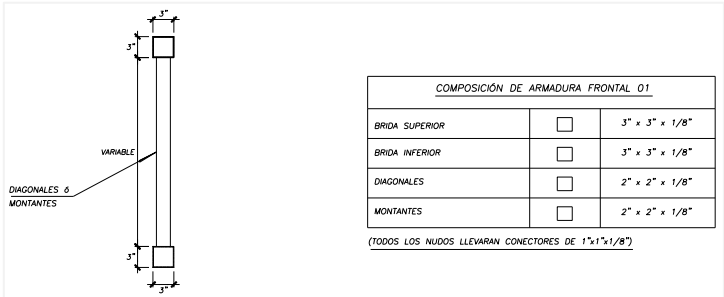 3"
3"
VARIABLE
DIAGONALES 6
MONTANTES
3"
3"
COMPOSICIÓN DE ARMADURA FRONTAL 01
BRIDA SUPERIOR 3" x 3" x 1/8"
BRIDA INFERIOR 3" x 3" x 1/8"
DIAGONALES 2" x 2" x 1/8"
MONTANTES 2" x 2" x 1/8"
(TODOS LOS NUDOS LLEVARAN CONECTORES DE 1"x1"x1/8")